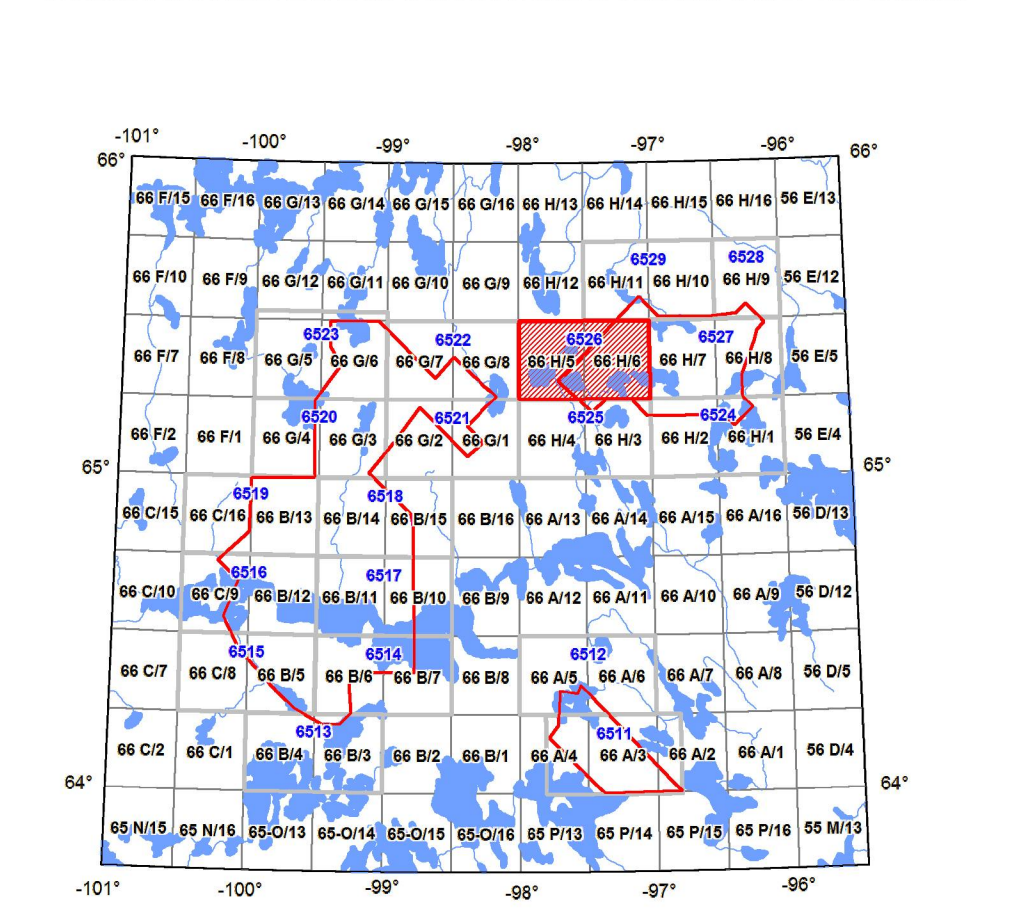 -101° -100° -99° -98° -97° -96°
66° 66°
66 F/15 66 F/16 66 G/13 66 G/14 66 G/15 66 G/16 66 H/13 66 H/14 66 H/15 66 H/16 56 E/13
6529 6528
66 F/10 66 F/9 66 G/12 66 G/11 66 G/10 66 G/9 66 H/12 66 H/11 66 H/10 66 H/9 56 E/12
6523 6522 6526 6527
66 F/7 66 F/8 66 G/5 66 G/6 66 G/7 66 G/8 66 H/5 66 H/6 66 H/7 66 H/8 56 E/5
6520 6521 6525 6524
66 F/2 66 F/1 66 G/4 66 G/3 66 G/2 66 G/1 66 H/4 66 H/3 66 H/2 66 H/1 56 E/4
65° 65°
6519 6518
66 C/15 66 C/16 66 B/13 66 B/14 66 B/15 66 B/16 66 A/13 66 A/14 66 A/15 66 A/16 56 D/13
6516 6517
66 C/10 66 C/9 66 B/12 66 B/11 66 B/10 66 B/9 66 A/12 66 A/11 66 A/10 66 A/9 56 D/12
6515 6514 6512
66 C/7 66 C/8 66 B/5 66 B/6 66 B/7 66 B/8 66 A/5 66 A/6 66 A/7 66 A/8 56 D/5
6513 6511
66 C/2 66 C/1 66 B/4 66 B/3 66 B/2 66 B/1 66 A/4 66 A/3 66 A/2 66 A/1 56 D/4
64° 64°
65 N/15 65 N/16 65-O/13 65-O/14 65-O/15 65-O/16 65 P/13 65 P/14 65 P/15 65 P/16 55 M/13
-101° -100° -99° -98° -97° -96°